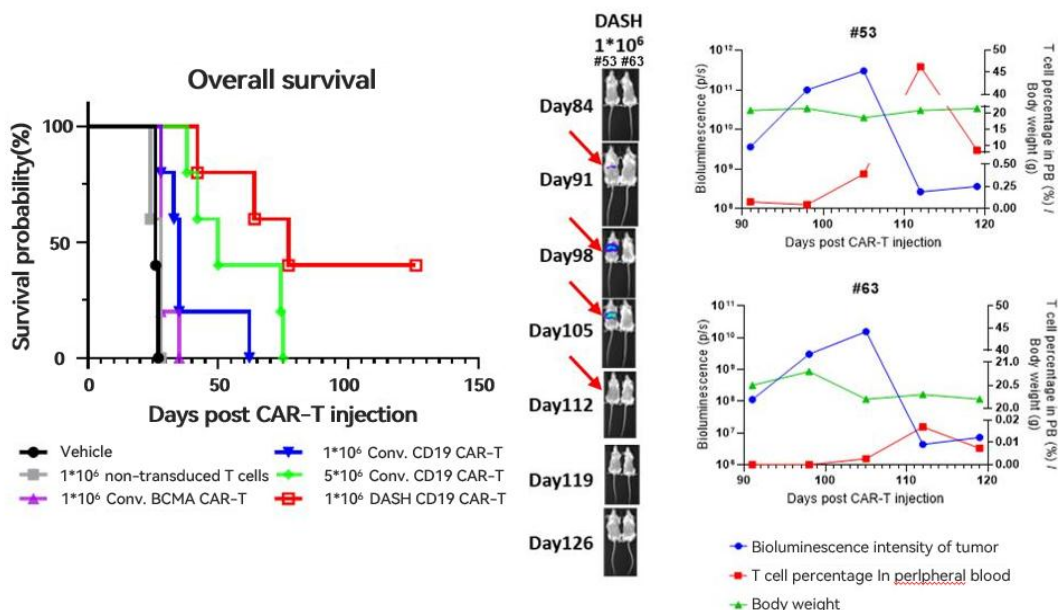 Overall survival
Survival probability(%)
100
50
0
0
50
100
150
Days post CAR-T injection
Vehicle
1*10⁶ non-transduced T cells
1*10⁶ Conv. BCMA CAR-T
1*10⁶ Conv. CD19 CAR-T
5*10⁶ Conv. CD19 CAR-T
1*10⁶ DASH CD19 CAR-T
DASH
1*10⁶
#53 #63
Day84
Day91
Day98
Day105
Day112
Day119
Day126
#53
Bioluminescence (p/s)
10¹²
10¹¹
10¹⁰
10⁹
10⁸
90
100
110
120
Days post CAR-T injection
50
45
40
20
15
10
0.50
0.25
0.00
T cell percentage in PB (%) /
Body weight (g)
#63
Bioluminescence (p/s)
10¹¹
10¹⁰
10⁹
10⁸
10⁷
10⁶
90
100
110
120
Days post CAR-T injection
50
45
40
21.0
20.5
20.0
0.02
0.01
0.00
T cell percentage in PB (%) /
Body weight (g)
Bioluminescence intensity of tumor
T cell percentage In perlpheral blood
Body weight